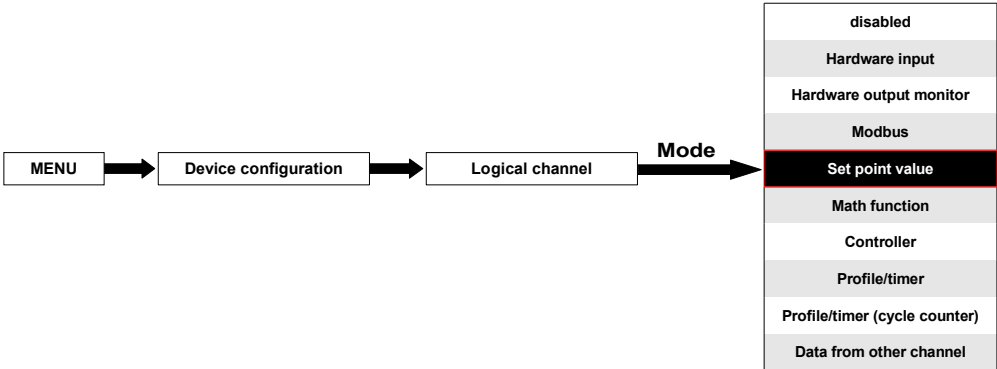 MENU
Device configuration
Logical channel
Mode
disabled
Hardware input
Hardware output monitor
Modbus
Set point value
Math function
Controller
Profile/timer
Profile/timer (cycle counter)
Data from other channel